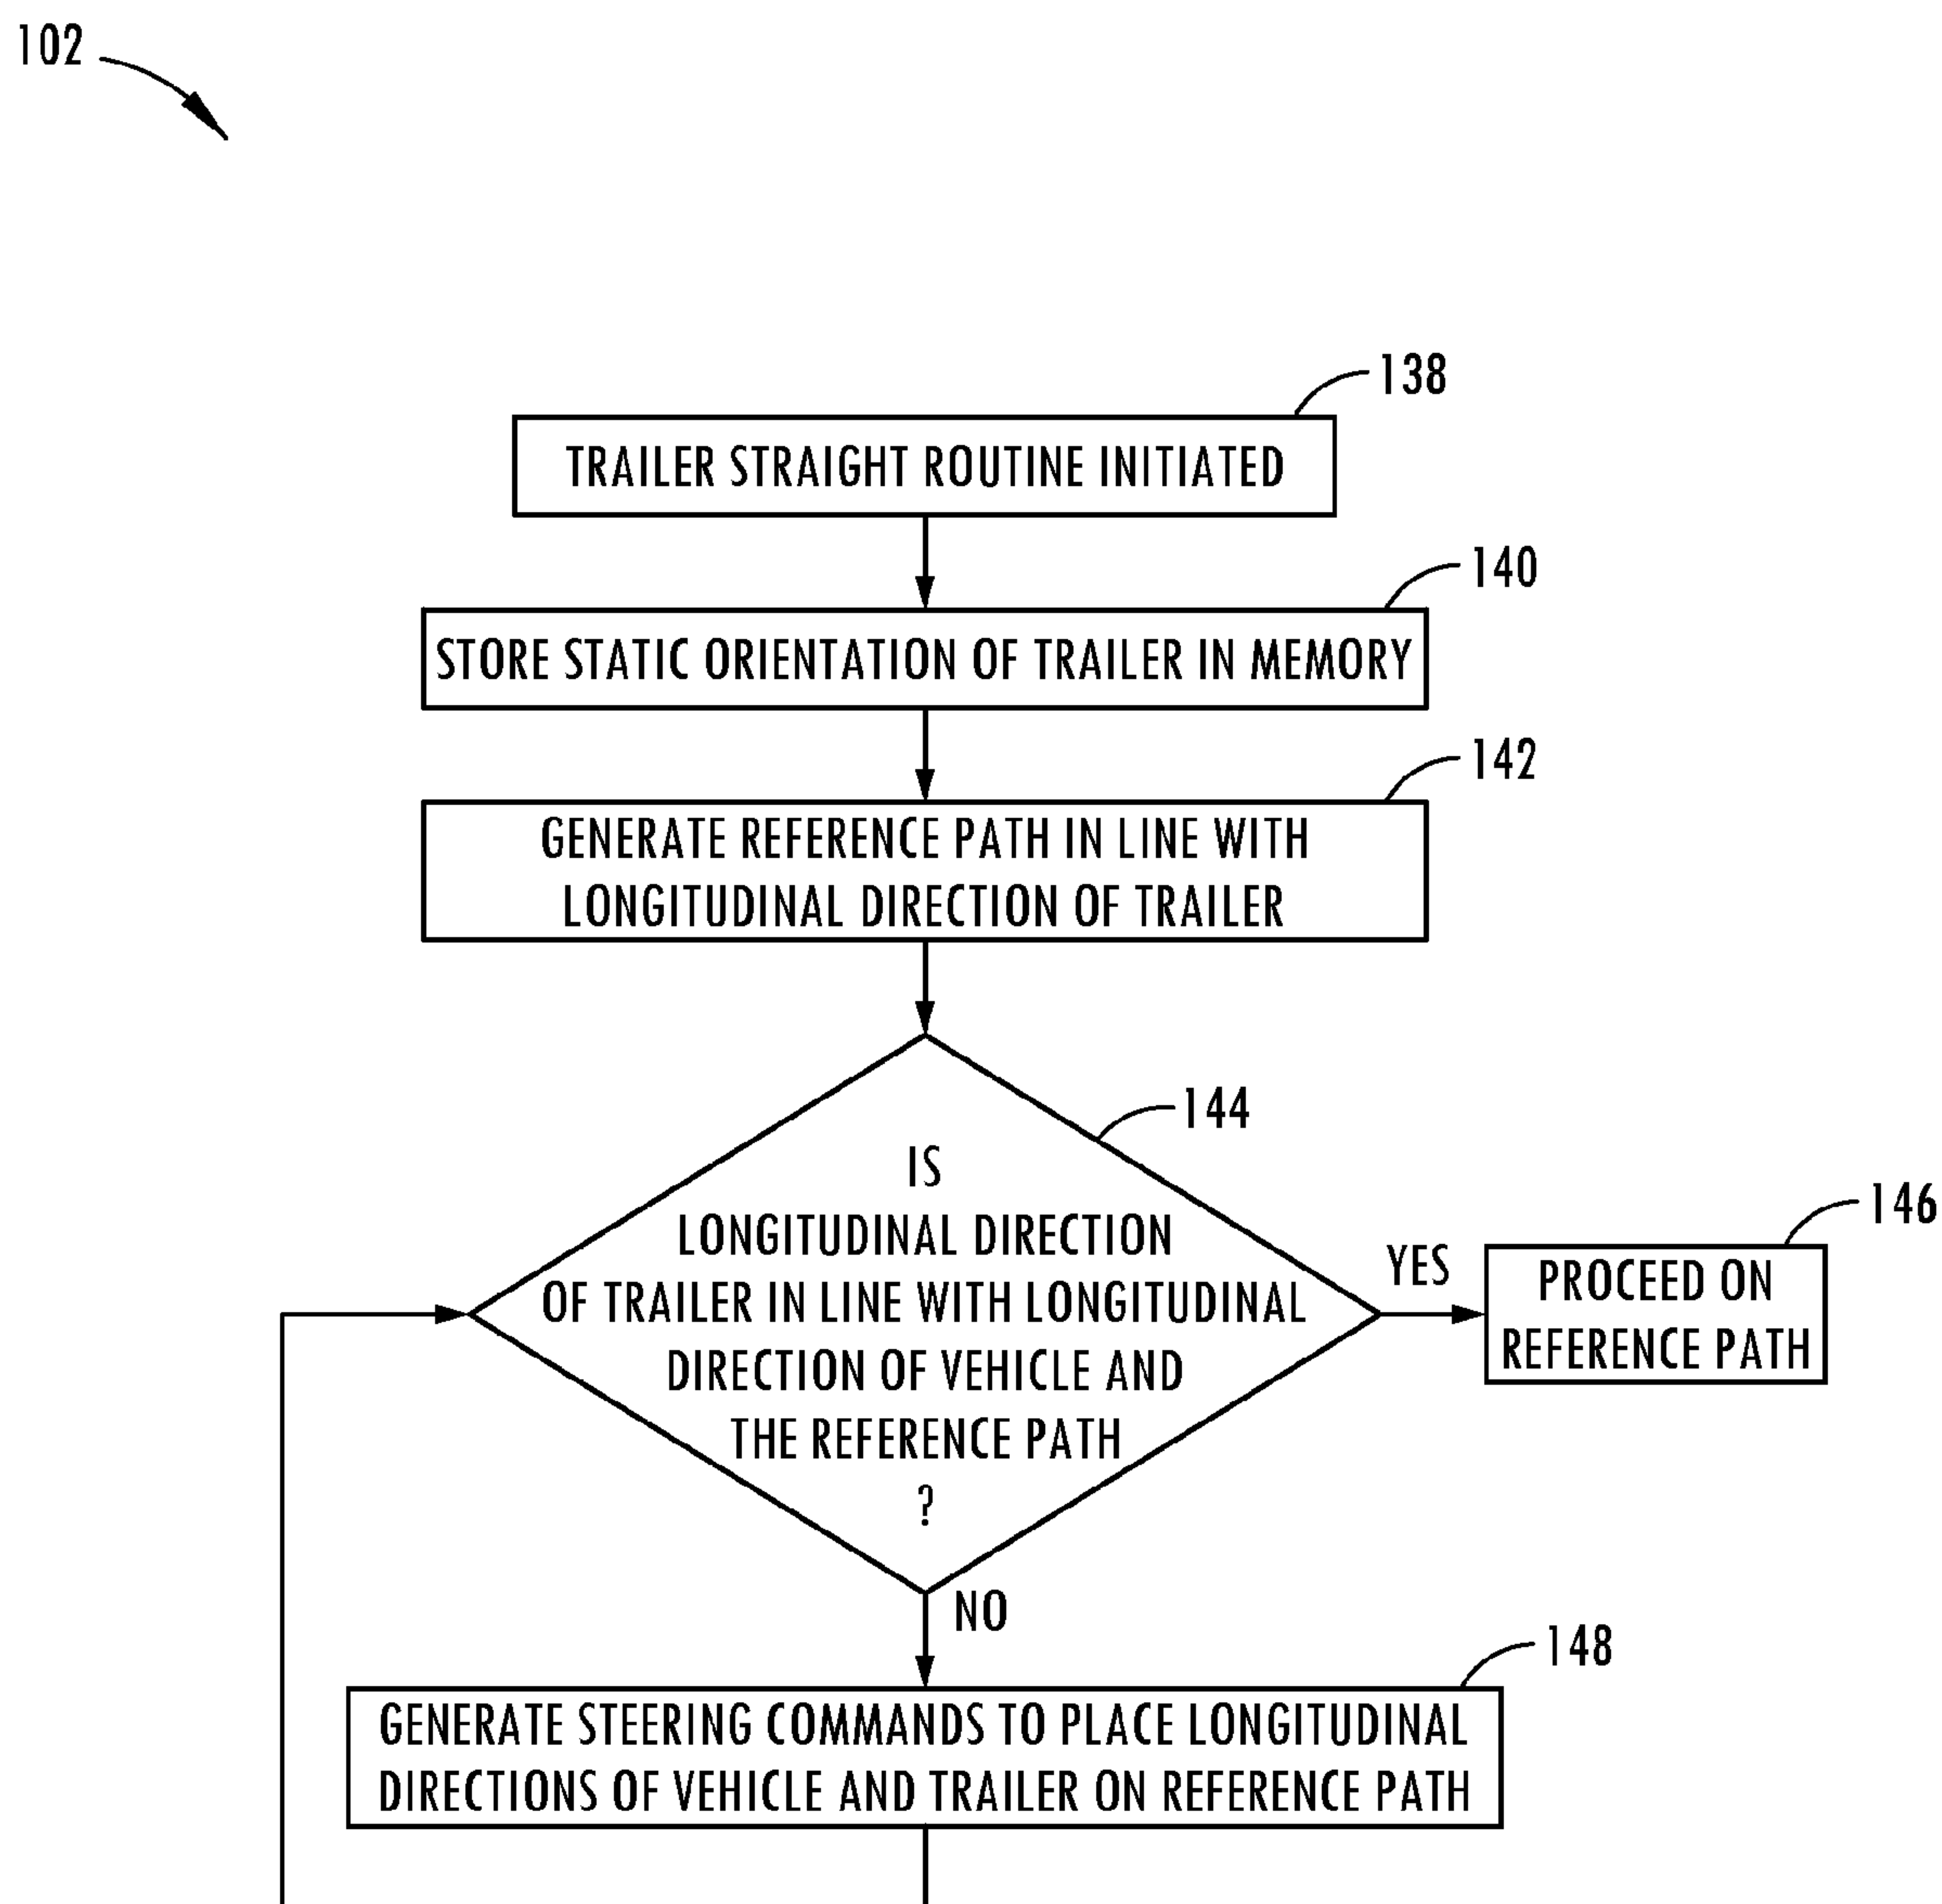 102
138
TRAILER STRAIGHT ROUTINE INITIATED
140
STORE STATIC ORIENTATION OF TRAILER IN MEMORY
142
GENERATE REFERENCE PATH IN LINE WITH
LONGITUDINAL DIRECTION OF TRAILER
144
IS
LONGITUDINAL DIRECTION
OF TRAILER IN LINE WITH LONGITUDINAL
DIRECTION OF VEHICLE AND
THE REFERENCE PATH
?
YES
146
PROCEED ON
REFERENCE PATH
NO
148
GENERATE STEERING COMMANDS TO PLACE LONGITUDINAL
DIRECTIONS OF VEHICLE AND TRAILER ON REFERENCE PATH